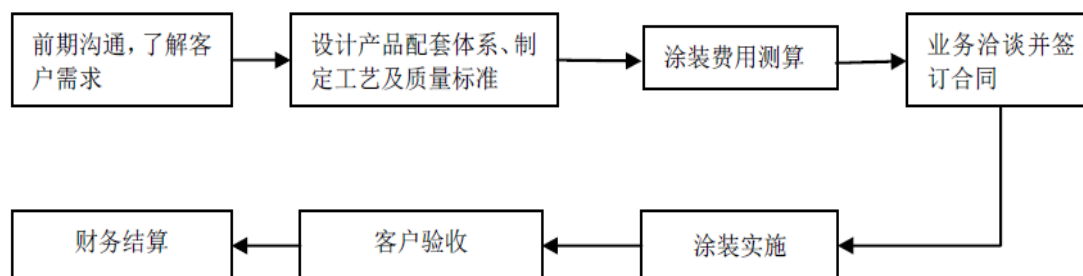 前期沟通，了解客
户需求
设计产品配套体系、制
定工艺及质量标准
涂装费用测算
业务洽谈并签
订合同
财务结算
客户验收
涂装实施